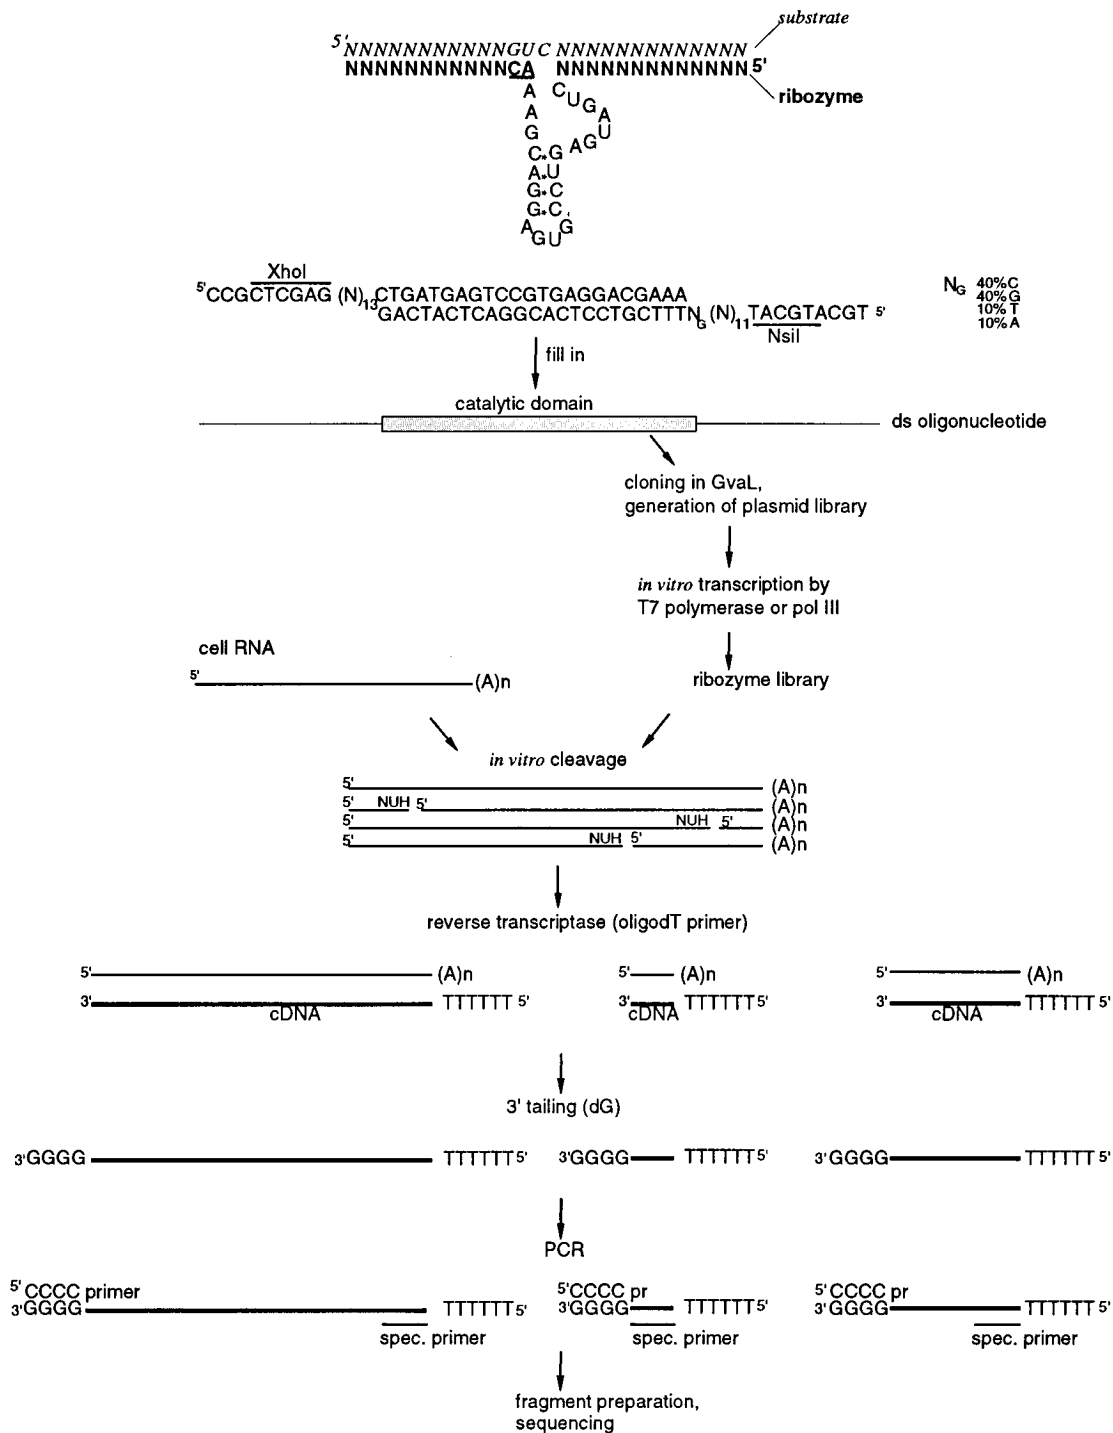 substrate
5' NNNNNNNNNNNGU C NNNNNNNNNNNNN
NNNNNNNNNNNCA NNNNNNNNNNNNN 5'
ribozyme
A C U G A U
A
G A G
C * G
A * U
G * C
G * C
A G U G
XhoI
5' CCGCTCGAG (N)13 CTGATGAGTCCGTGAGGACGAAA
GACTACTCAGGCACTCCTGCTTTNG (N)11 TACGTACGT 5'
NsiI
NG 40%C
40%G
10%T
10%A
fill in
catalytic domain
ds oligonucleotide
cloning in GvaL,
generation of plasmid library
in vitro transcription by
T7 polymerase or pol III
cell RNA
5' (A)n
ribozyme library
in vitro cleavage
5' (A)n
5' NUH 5' (A)n
5' NUH 5' (A)n
5' NUH 5' (A)n
reverse transcriptase (oligodT primer)
5' (A)n 5' (A)n 5' (A)n
3' TTTTTT 5' 3' TTTTTT 5' 3' TTTTTT 5'
cDNA cDNA cDNA
3' tailing (dG)
3'GGGG TTTTTT 5' 3'GGGG TTTTTT 5' 3'GGGG TTTTTT 5'
PCR
5' CCCC primer 5'CCCC pr 5'CCCC pr
3'GGGG TTTTTT 5' 3'GGGG TTTTTT 5' 3'GGGG TTTTTT 5'
spec. primer spec. primer spec. primer
fragment preparation,
sequencing